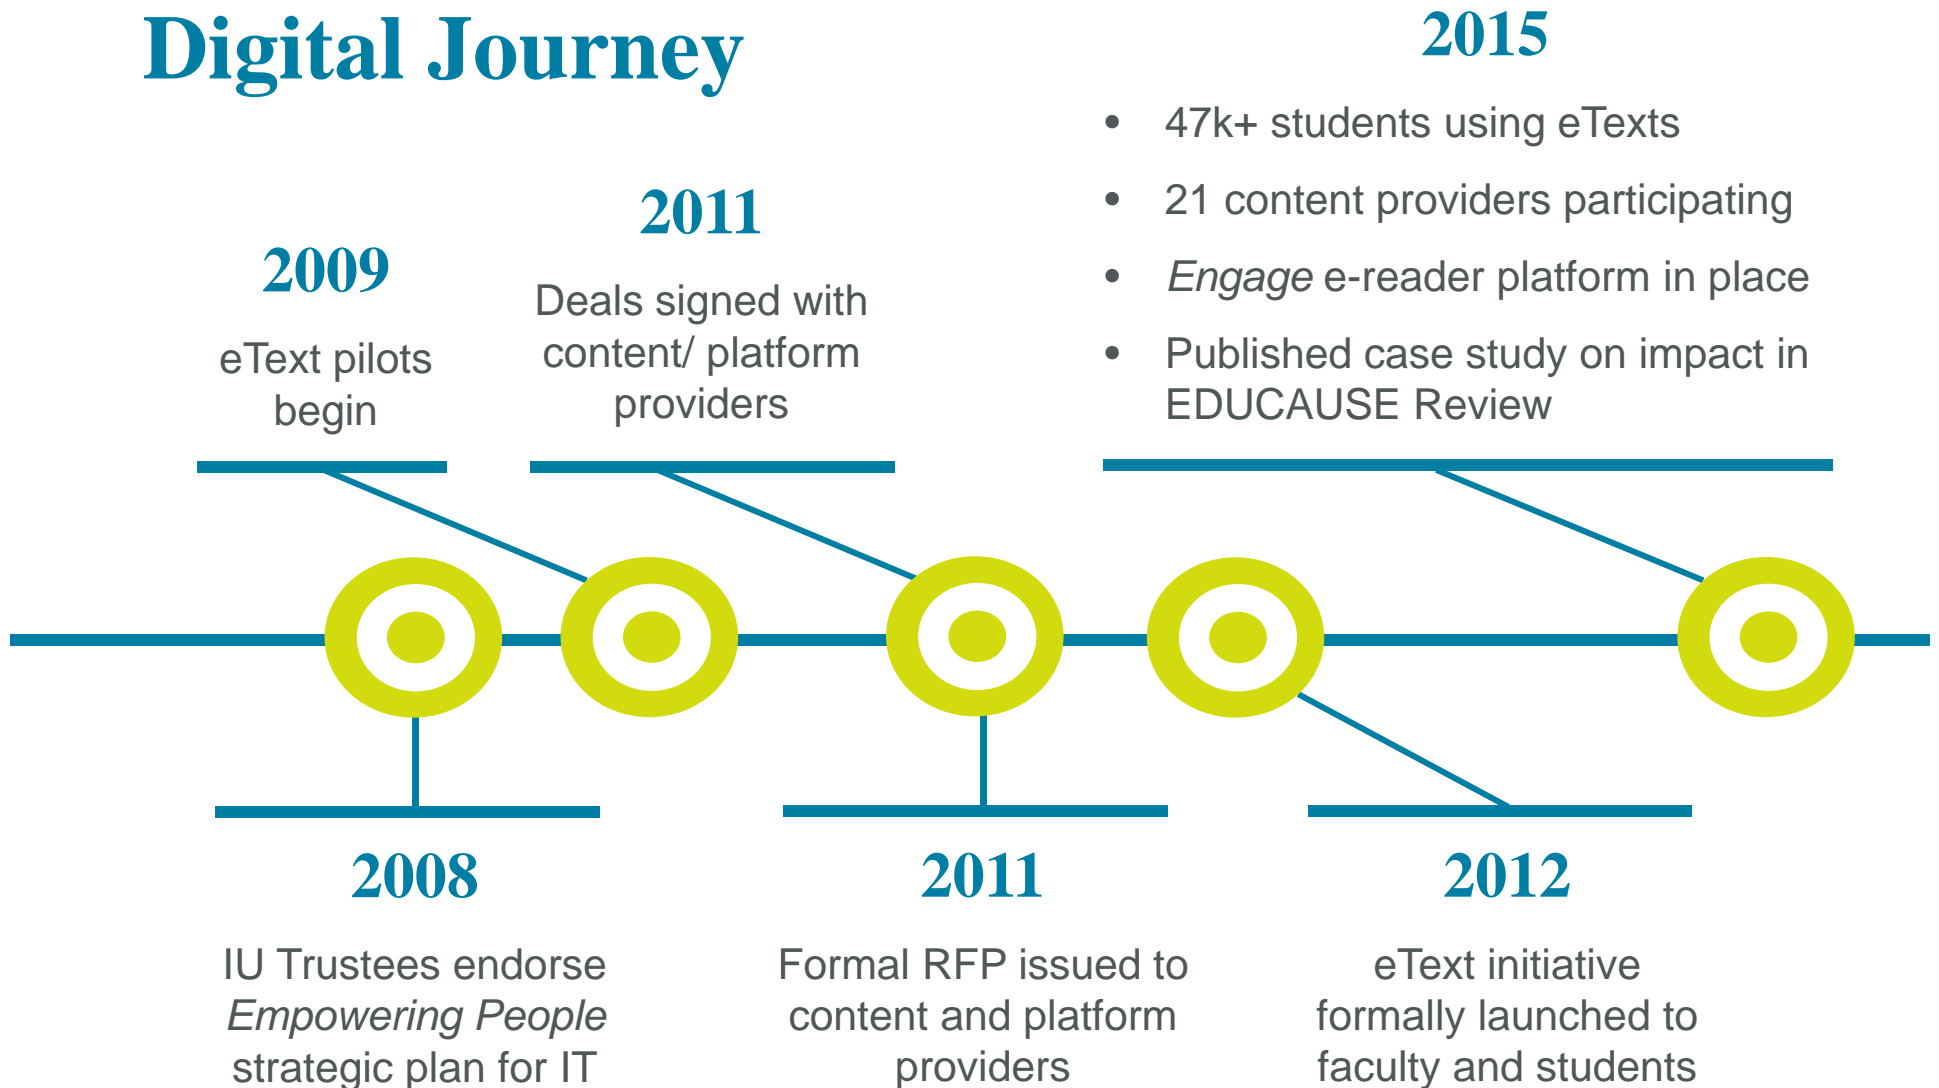 Digital Journey
2015
• 47k+ students using eTexts
• 21 content providers participating
• Engage e-reader platform in place
• Published case study on impact in
EDUCAUSE Review
2011
Deals signed with
content/ platform
providers
2009
eText pilots
begin
2008
IU Trustees endorse
Empowering People
strategic plan for IT
2011
Formal RFP issued to
content and platform
providers
2012
eText initiative
formally launched to
faculty and students